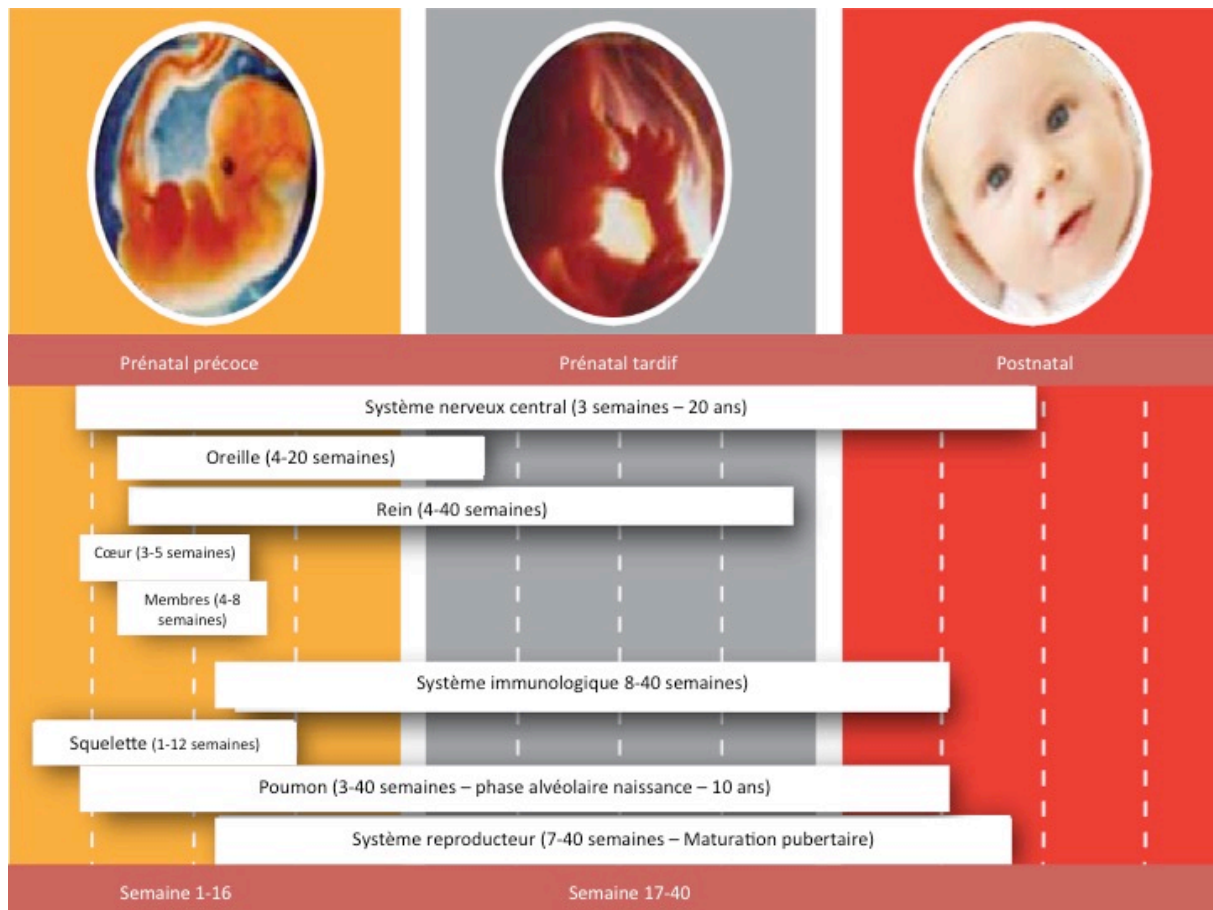 Prénatal précoce
Prénatal tardif
Postnatal
Système nerveux central (3 semaines – 20 ans)
Oreille (4-20 semaines)
Rein (4-40 semaines)
Cœur (3-5 semaines)
Membres (4-8
semaines)
Système immunologique 8-40 semaines)
Squelette (1-12 semaines)
Poumon (3-40 semaines – phase alvéolaire naissance – 10 ans)
Système reproducteur (7-40 semaines – Maturation pubertaire)
Semaine 1-16
Semaine 17-40